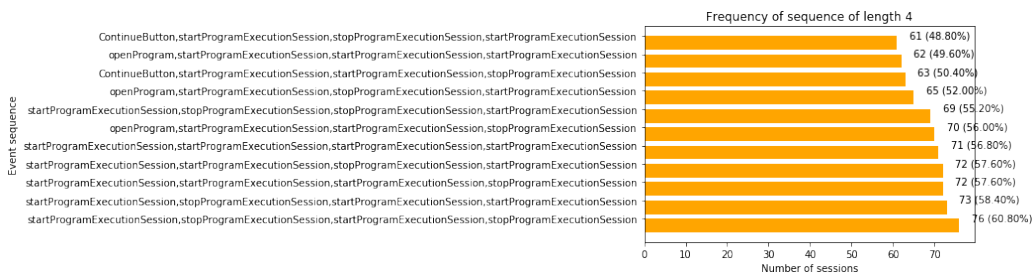 Frequency of sequence of length 4
ContinueButton,startProgramExecutionSession,stopProgramExecutionSession,startProgramExecutionSession 61 (48.80%)
openProgram,startProgramExecutionSession,startProgramExecutionSession,startProgramExecutionSession 62 (49.60%)
ContinueButton,startProgramExecutionSession,startProgramExecutionSession,stopProgramExecutionSession 63 (50.40%)
openProgram,startProgramExecutionSession,stopProgramExecutionSession,startProgramExecutionSession 65 (52.00%)
startProgramExecutionSession,stopProgramExecutionSession,stopProgramExecutionSession,startProgramExecutionSession 69 (55.20%)
openProgram,startProgramExecutionSession,startProgramExecutionSession,stopProgramExecutionSession 70 (56.00%)
startProgramExecutionSession,startProgramExecutionSession,startProgramExecutionSession,startProgramExecutionSession 71 (56.80%)
startProgramExecutionSession,startProgramExecutionSession,stopProgramExecutionSession,startProgramExecutionSession 72 (57.60%)
startProgramExecutionSession,startProgramExecutionSession,startProgramExecutionSession,stopProgramExecutionSession 72 (57.60%)
startProgramExecutionSession,stopProgramExecutionSession,startProgramExecutionSession,startProgramExecutionSession 73 (58.40%)
startProgramExecutionSession,stopProgramExecutionSession,startProgramExecutionSession,stopProgramExecutionSession 76 (60.80%)
Event sequence
0 10 20 30 40 50 60 70
Number of sessions